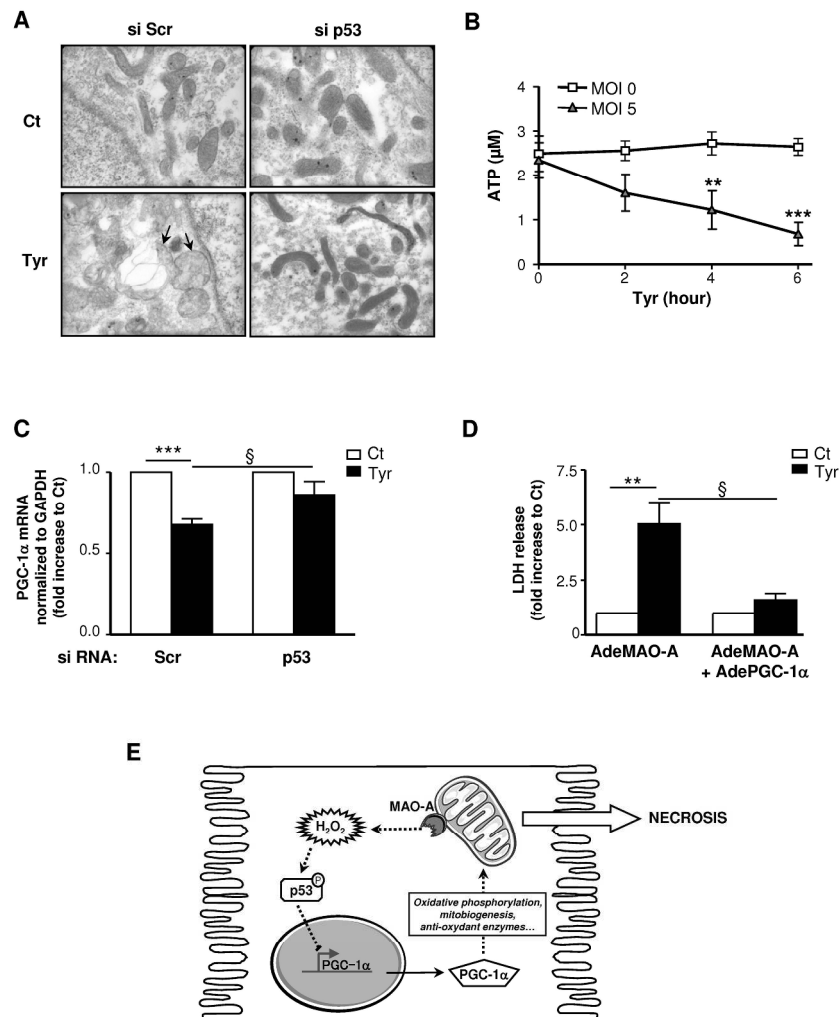 A
si Scr
si p53
Ct
Tyr
B
MOI 0
MOI 5
ATP (µM)
4
3
2
1
0
**
***
0
2
4
6
Tyr (hour)
C
Ct
Tyr
PGC-1α mRNA
normalized to GAPDH
(fold increase to Ct)
1.0
0.5
0.0
***
§
si RNA:
Scr
p53
D
Ct
Tyr
LDH release
(fold increase to Ct)
7.5
5.0
2.5
0
**
§
AdeMAO-A
AdeMAO-A
+ AdePGC-1α
E
MAO-A
NECROSIS
H₂O₂
P
p53
Oxidative phosphorylation,
mitobiogenesis,
anti-oxydant enzymes...
PGC-1α
PGC-1α